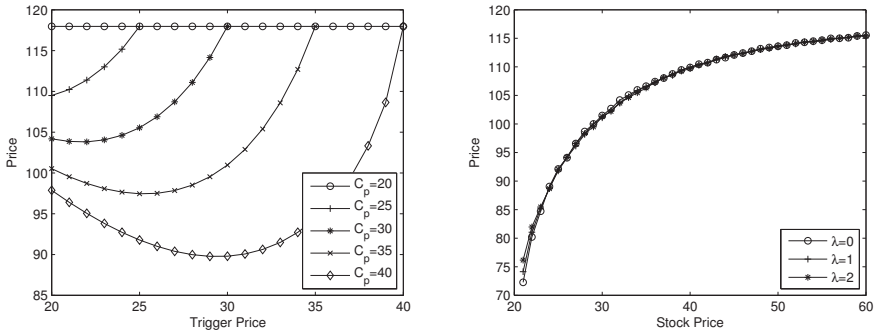 120
115
110
105
100
95
90
85
20
25
30
35
40
Price
Trigger Price
C_p=20
C_p=25
C_p=30
C_p=35
C_p=40
120
115
110
105
100
95
90
85
80
75
70
20
30
40
50
60
Price
Stock Price
λ=0
λ=1
λ=2